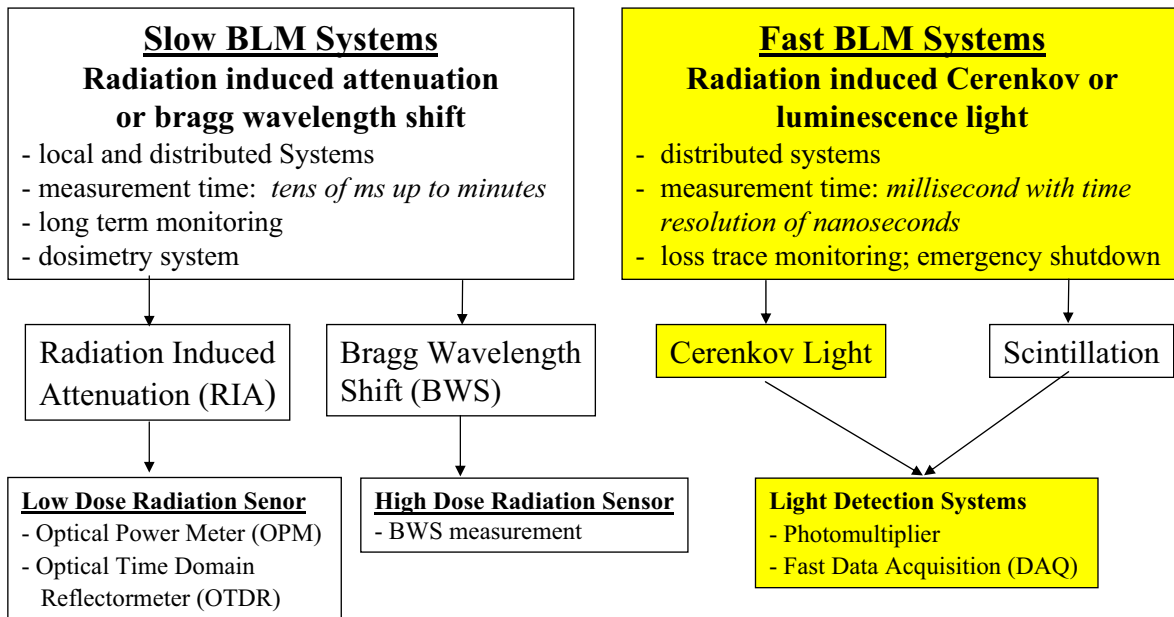 Slow BLM Systems
Radiation induced attenuation
or bragg wavelength shift
- local and distributed Systems
- measurement time: tens of ms up to minutes
- long term monitoring
- dosimetry system
Fast BLM Systems
Radiation induced Cerenkov or
luminescence light
- distributed systems
- measurement time: millisecond with time
resolution of nanoseconds
- loss trace monitoring; emergency shutdown
Radiation Induced
Attenuation (RIA)
Bragg Wavelength
Shift (BWS)
Cerenkov Light
Scintillation
Low Dose Radiation Senor
- Optical Power Meter (OPM)
- Optical Time Domain
Reflectormeter (OTDR)
High Dose Radiation Sensor
- BWS measurement
Light Detection Systems
- Photomultiplier
- Fast Data Acquisition (DAQ)